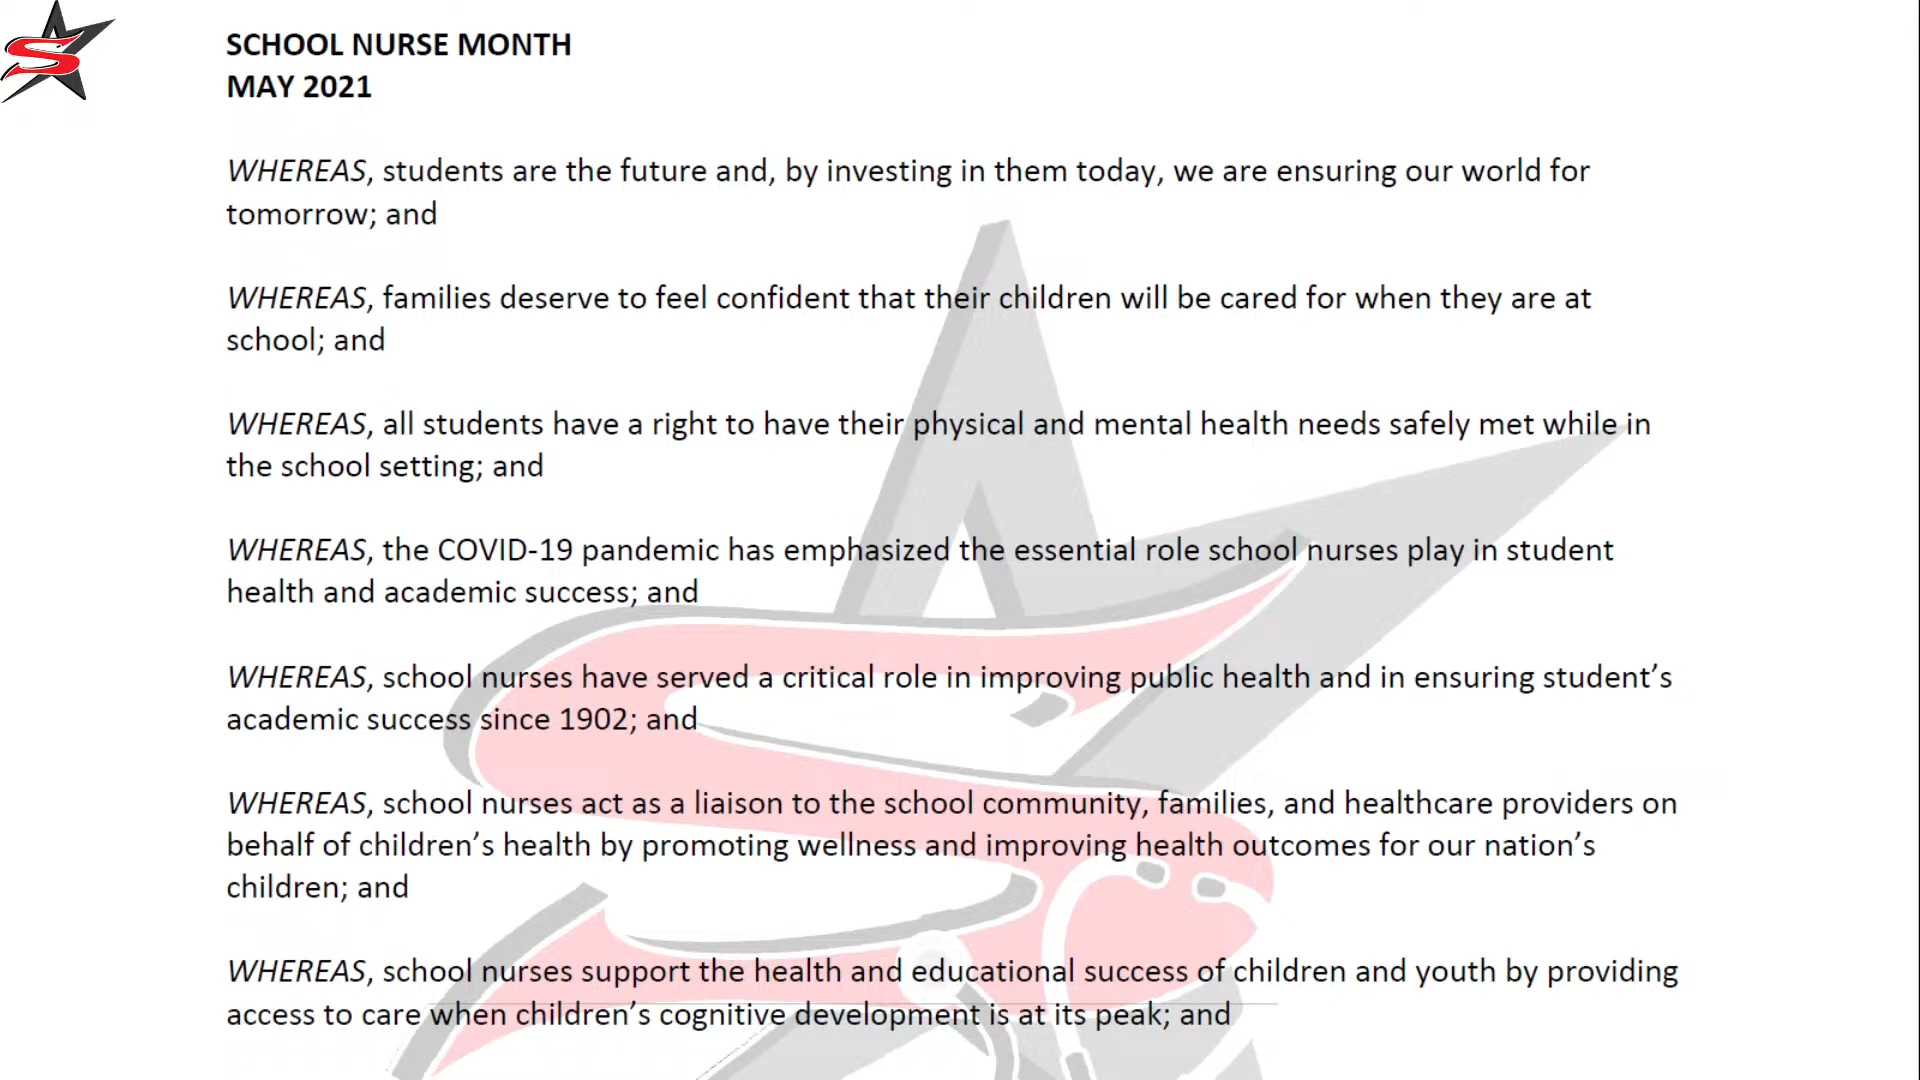 SCHOOL NURSE MONTH
MAY 2021
WHEREAS, students are the future and, by investing in them today, we are ensuring our world for
tomorrow; and
WHEREAS, families deserve to feel confident that their children will be cared for when they are at
school; and
WHEREAS, all students have a right to have their physical and mental health needs safely met while in
the school setting; and
WHEREAS, the COVID-19 pandemic has emphasized the essential role school nurses play in student
health and academic success; and
WHEREAS, school nurses have served a critical role in improving public health and in ensuring student’s
academic success since 1902; and
WHEREAS, school nurses act as a liaison to the school community, families, and healthcare providers on
behalf of children’s health by promoting wellness and improving health outcomes for our nation’s
children; and
WHEREAS, school nurses support the health and educational success of children and youth by providing
access to care when children’s cognitive development is at its peak; and